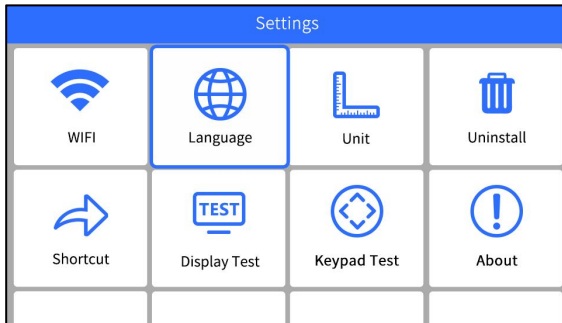 Settings
WIFI
Language
Unit
Uninstall
Shortcut
TEST
Display Test
Keypad Test
About